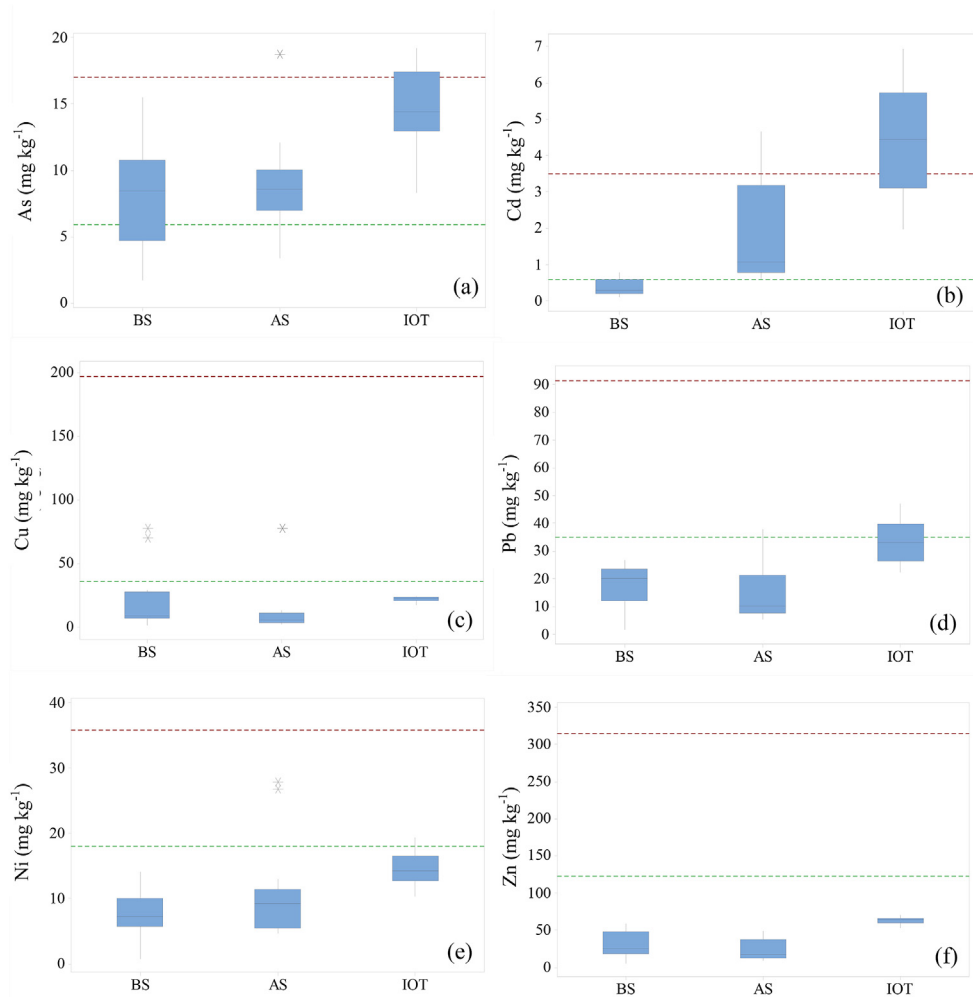 As (mg kg⁻¹)
20
15
10
5
0
BS AS IOT
(a)
Cd (mg kg⁻¹)
7
6
5
4
3
2
1
0
BS AS IOT
(b)
Cu (mg kg⁻¹)
200
150
100
50
0
BS AS IOT
(c)
Pb (mg kg⁻¹)
90
80
70
60
50
40
30
20
10
0
BS AS IOT
(d)
Ni (mg kg⁻¹)
40
30
20
10
0
BS AS IOT
(e)
Zn (mg kg⁻¹)
350
300
250
200
150
100
50
0
BS AS IOT
(f)